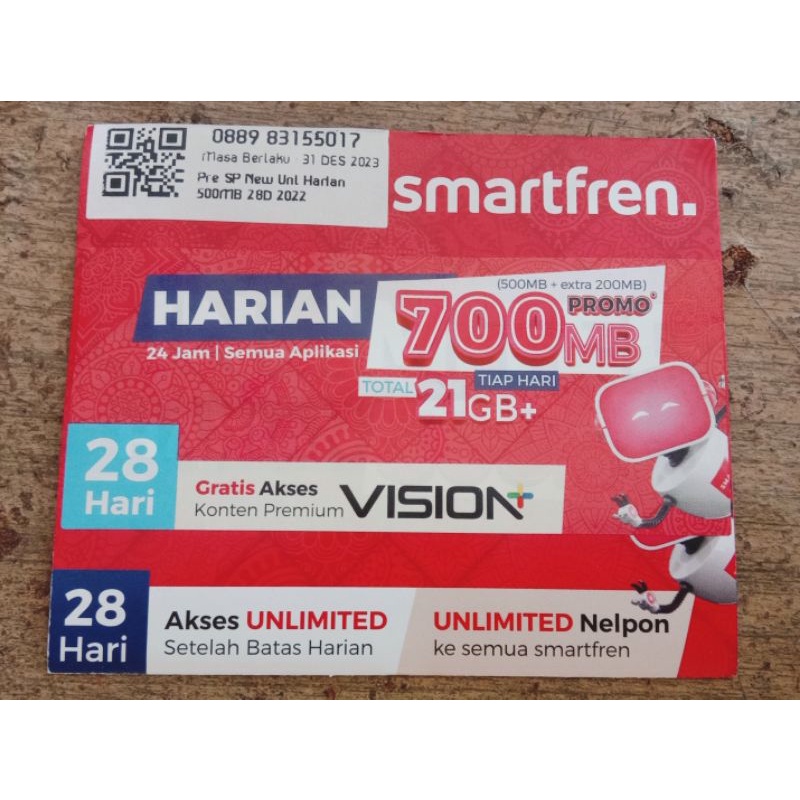 0889 83155017
Masa Berlaku 31 DES 2023
Pre SP New Unl Harian
500MB 28D 2022
smartfren.
HARIAN
24 Jam | Semua Aplikasi
(500MB + extra 200MB)
700MB PROMO*
TIAP HARI
TOTAL 21GB+
28 Hari
Gratis Akses
Konten Premium VISION+
28 Hari
Akses UNLIMITED
Setelah Batas Harian
UNLIMITED Nelpon
ke semua smartfren